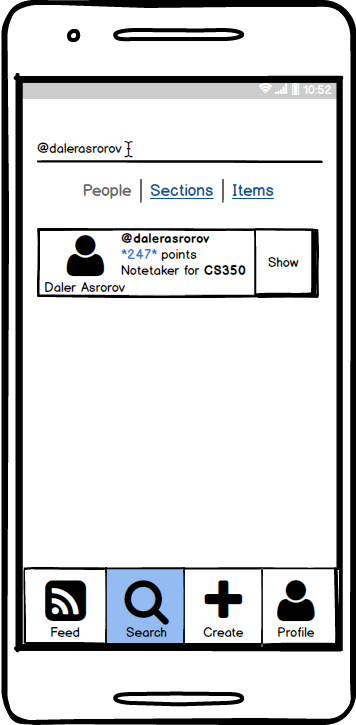 10:52
@dalerasrorov
People | Sections | Items
@dalerasrorov
*247* points
Notetaker for CS350
Daler Asrorov
Show
Feed Search Create Profile